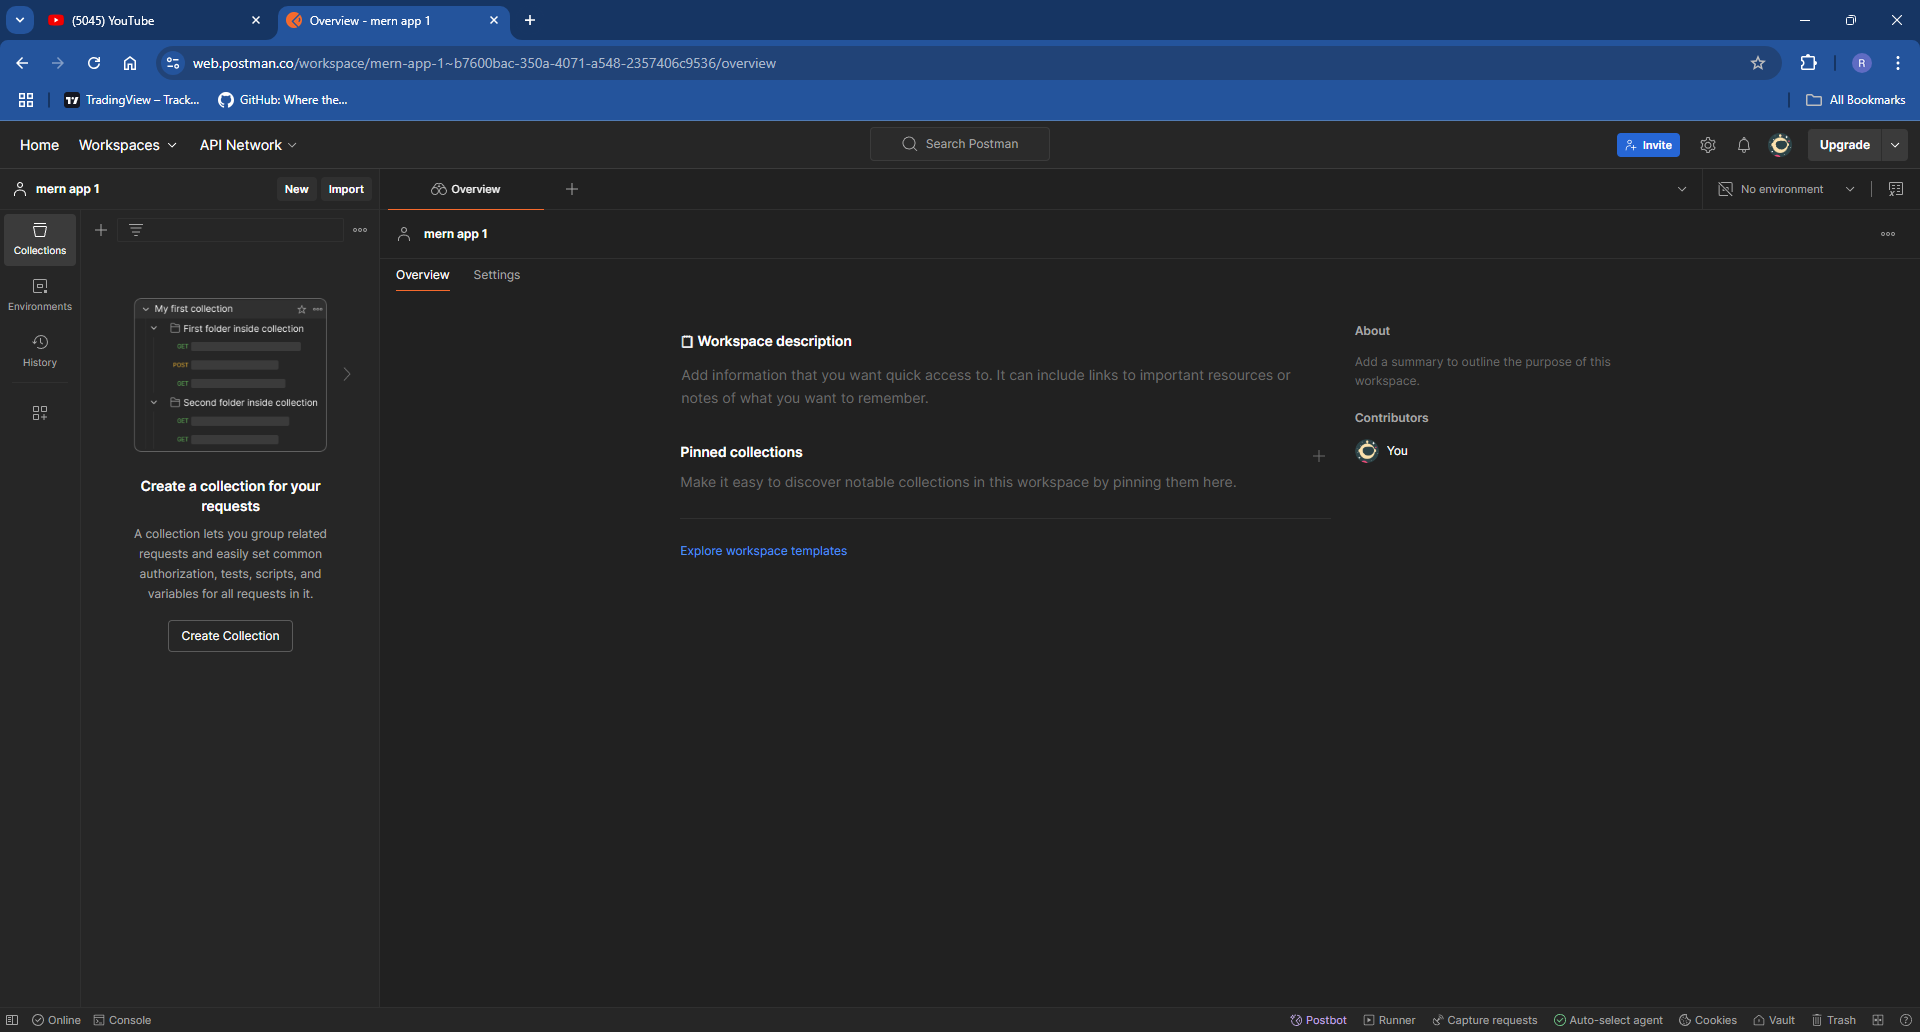 (5045) YouTube
Overview - mern app 1
web.postman.co/workspace/mern-app-1~b7600bac-350a-4071-a548-2357406c9536/overview
R
TradingView – Track...
GitHub: Where the...
All Bookmarks
Home
Workspaces
API Network
Search Postman
Invite
Upgrade
mern app 1
New
Import
Overview
No environment
Collections
mern app 1
Overview
Settings
Environments
History
My first collection
First folder inside collection
GET
POST
GET
Second folder inside collection
GET
GET
Create a collection for your
requests
A collection lets you group related
requests and easily set common
authorization, tests, scripts, and
variables for all requests in it.
Create Collection
Workspace description
Add information that you want quick access to. It can include links to important resources or
notes of what you want to remember.
Pinned collections
Make it easy to discover notable collections in this workspace by pinning them here.
Explore workspace templates
About
Add a summary to outline the purpose of this
workspace.
Contributors
You
Online
Console
Postbot
Runner
Capture requests
Auto-select agent
Cookies
Vault
Trash